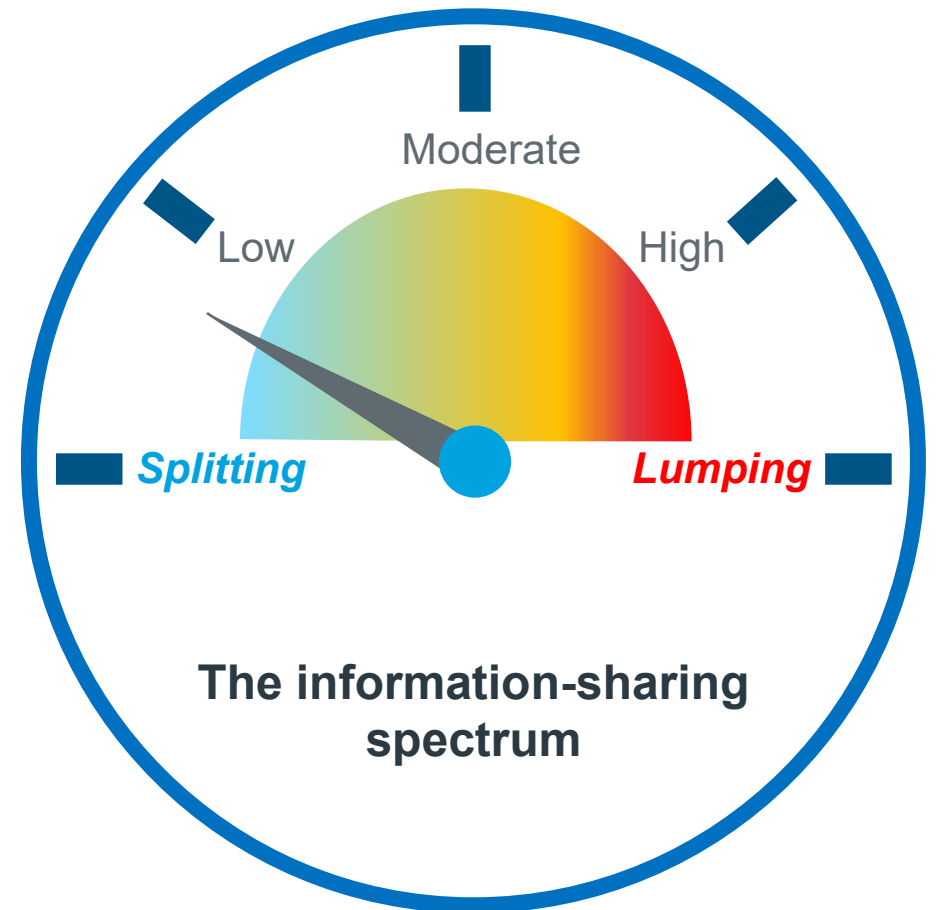 Moderate
Low
High
Splitting
Lumping
The information-sharing
spectrum